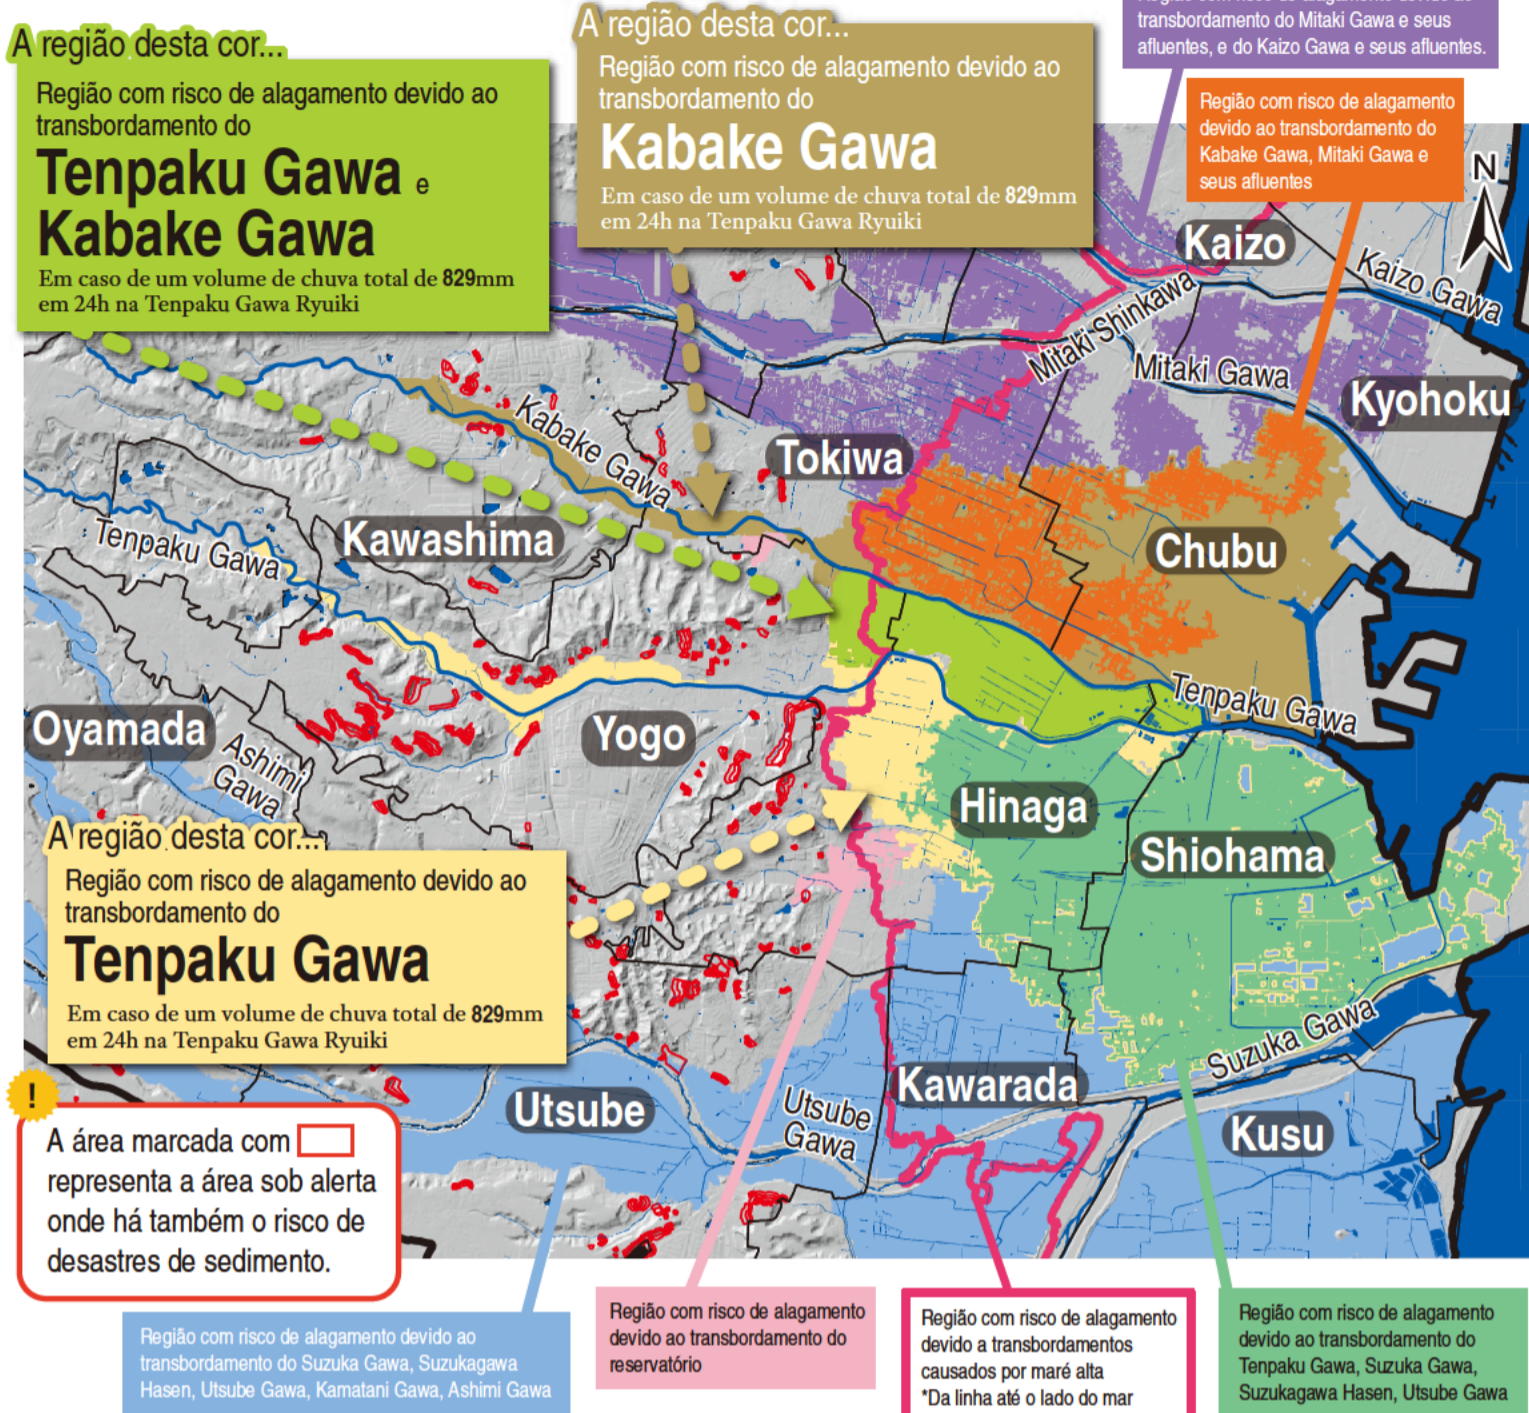 Região com risco de alagamento devido ao
transbordamento do Mitaki Gawa e seus
afluentes, e do Kaizo Gawa e seus afluentes.
A região desta cor...
Região com risco de alagamento devido ao
transbordamento do
Tenpaku Gawa e
Kabake Gawa
Em caso de um volume de chuva total de 829mm
em 24h na Tenpaku Gawa Ryuiki
A região desta cor...
Região com risco de alagamento devido ao
transbordamento do
Kabake Gawa
Em caso de um volume de chuva total de 829mm
em 24h na Tenpaku Gawa Ryuiki
Região com risco de alagamento
devido ao transbordamento do
Kabake Gawa, Mitaki Gawa e
seus afluentes
N
Kaizo
Kaizo Gawa
Mitaki Shinkawa
Mitaki Gawa
Kyohoku
Kabake Gawa
Tokiwa
Tenpaku Gawa
Kawashima
Chubu
Tenpaku Gawa
Oyamada
Ashimi
Gawa
Yogo
Hinaga
Shiohama
A região desta cor...
Região com risco de alagamento devido ao
transbordamento do
Tenpaku Gawa
Em caso de um volume de chuva total de 829mm
em 24h na Tenpaku Gawa Ryuiki
Suzuka Gawa
Kawarada
Utsube
Utsube
Gawa
Kusu
!
A área marcada com
representa a área sob alerta
onde há também o risco de
desastres de sedimento.
Região com risco de alagamento devido ao
transbordamento do Suzuka Gawa, Suzukagawa
Hasen, Utsube Gawa, Kamatani Gawa, Ashimi Gawa
Região com risco de alagamento
devido ao transbordamento do
reservatório
Região com risco de alagamento
devido a transbordamentos
causados por maré alta
*Da linha até o lado do mar
Região com risco de alagamento
devido ao transbordamento do
Tenpaku Gawa, Suzuka Gawa,
Suzukagawa Hasen, Utsube Gawa